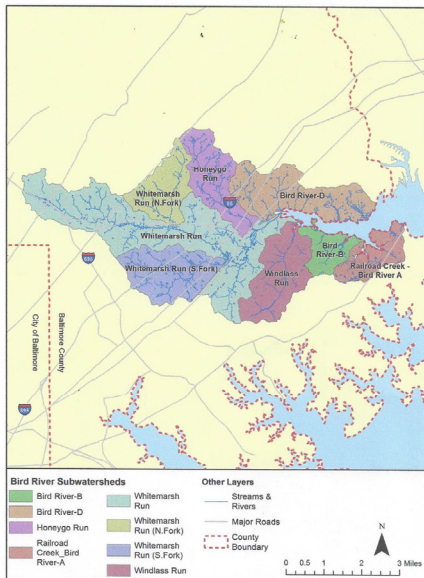 Honeygo
Run
Whitemarsh
Run (N.Fork)
95
Bird River-D
Whitemarsh Run
Bird
River-B
695
Whitemarsh Run (S.Fork)
Windlass
Run
Railroad Creek -
Bird River A
City of Baltimore
Baltimore County
Bird River Subwatersheds
Bird River-B
Bird River-D
Honeygo Run
Railroad
Creek_Bird
River-A
Whitemarsh
Run
Whitemarsh
Run (N.Fork)
Whitemarsh
Run (S.Fork)
Windlass Run
Other Layers
Streams &
Rivers
Major Roads
County
Boundary
N
0 0.5 1 2 3 Miles